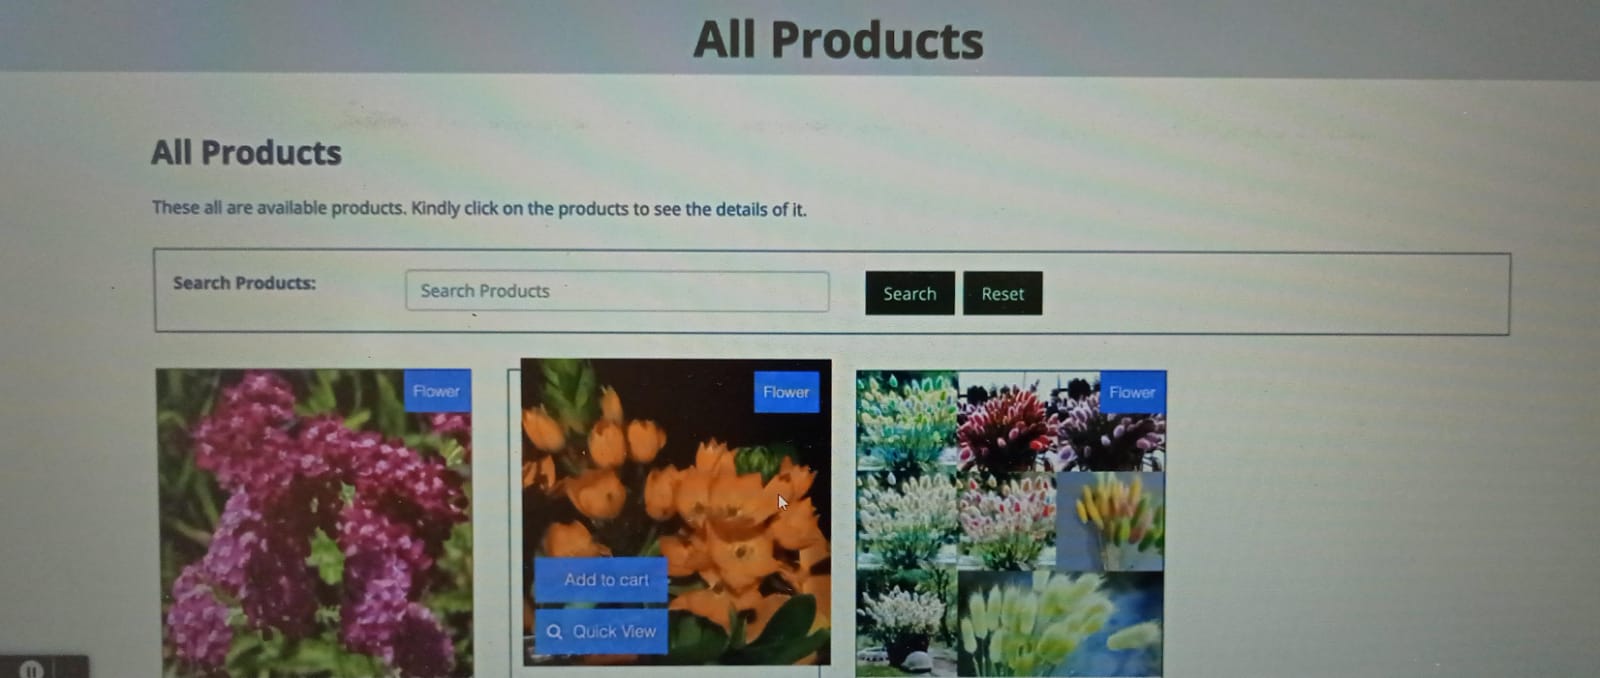 All Products
All Products
These all are available products. Kindly click on the products to see the details of it.
Search Products:
Search Products
Search
Reset
Flower
Flower
Flower
Add to cart
Quick View